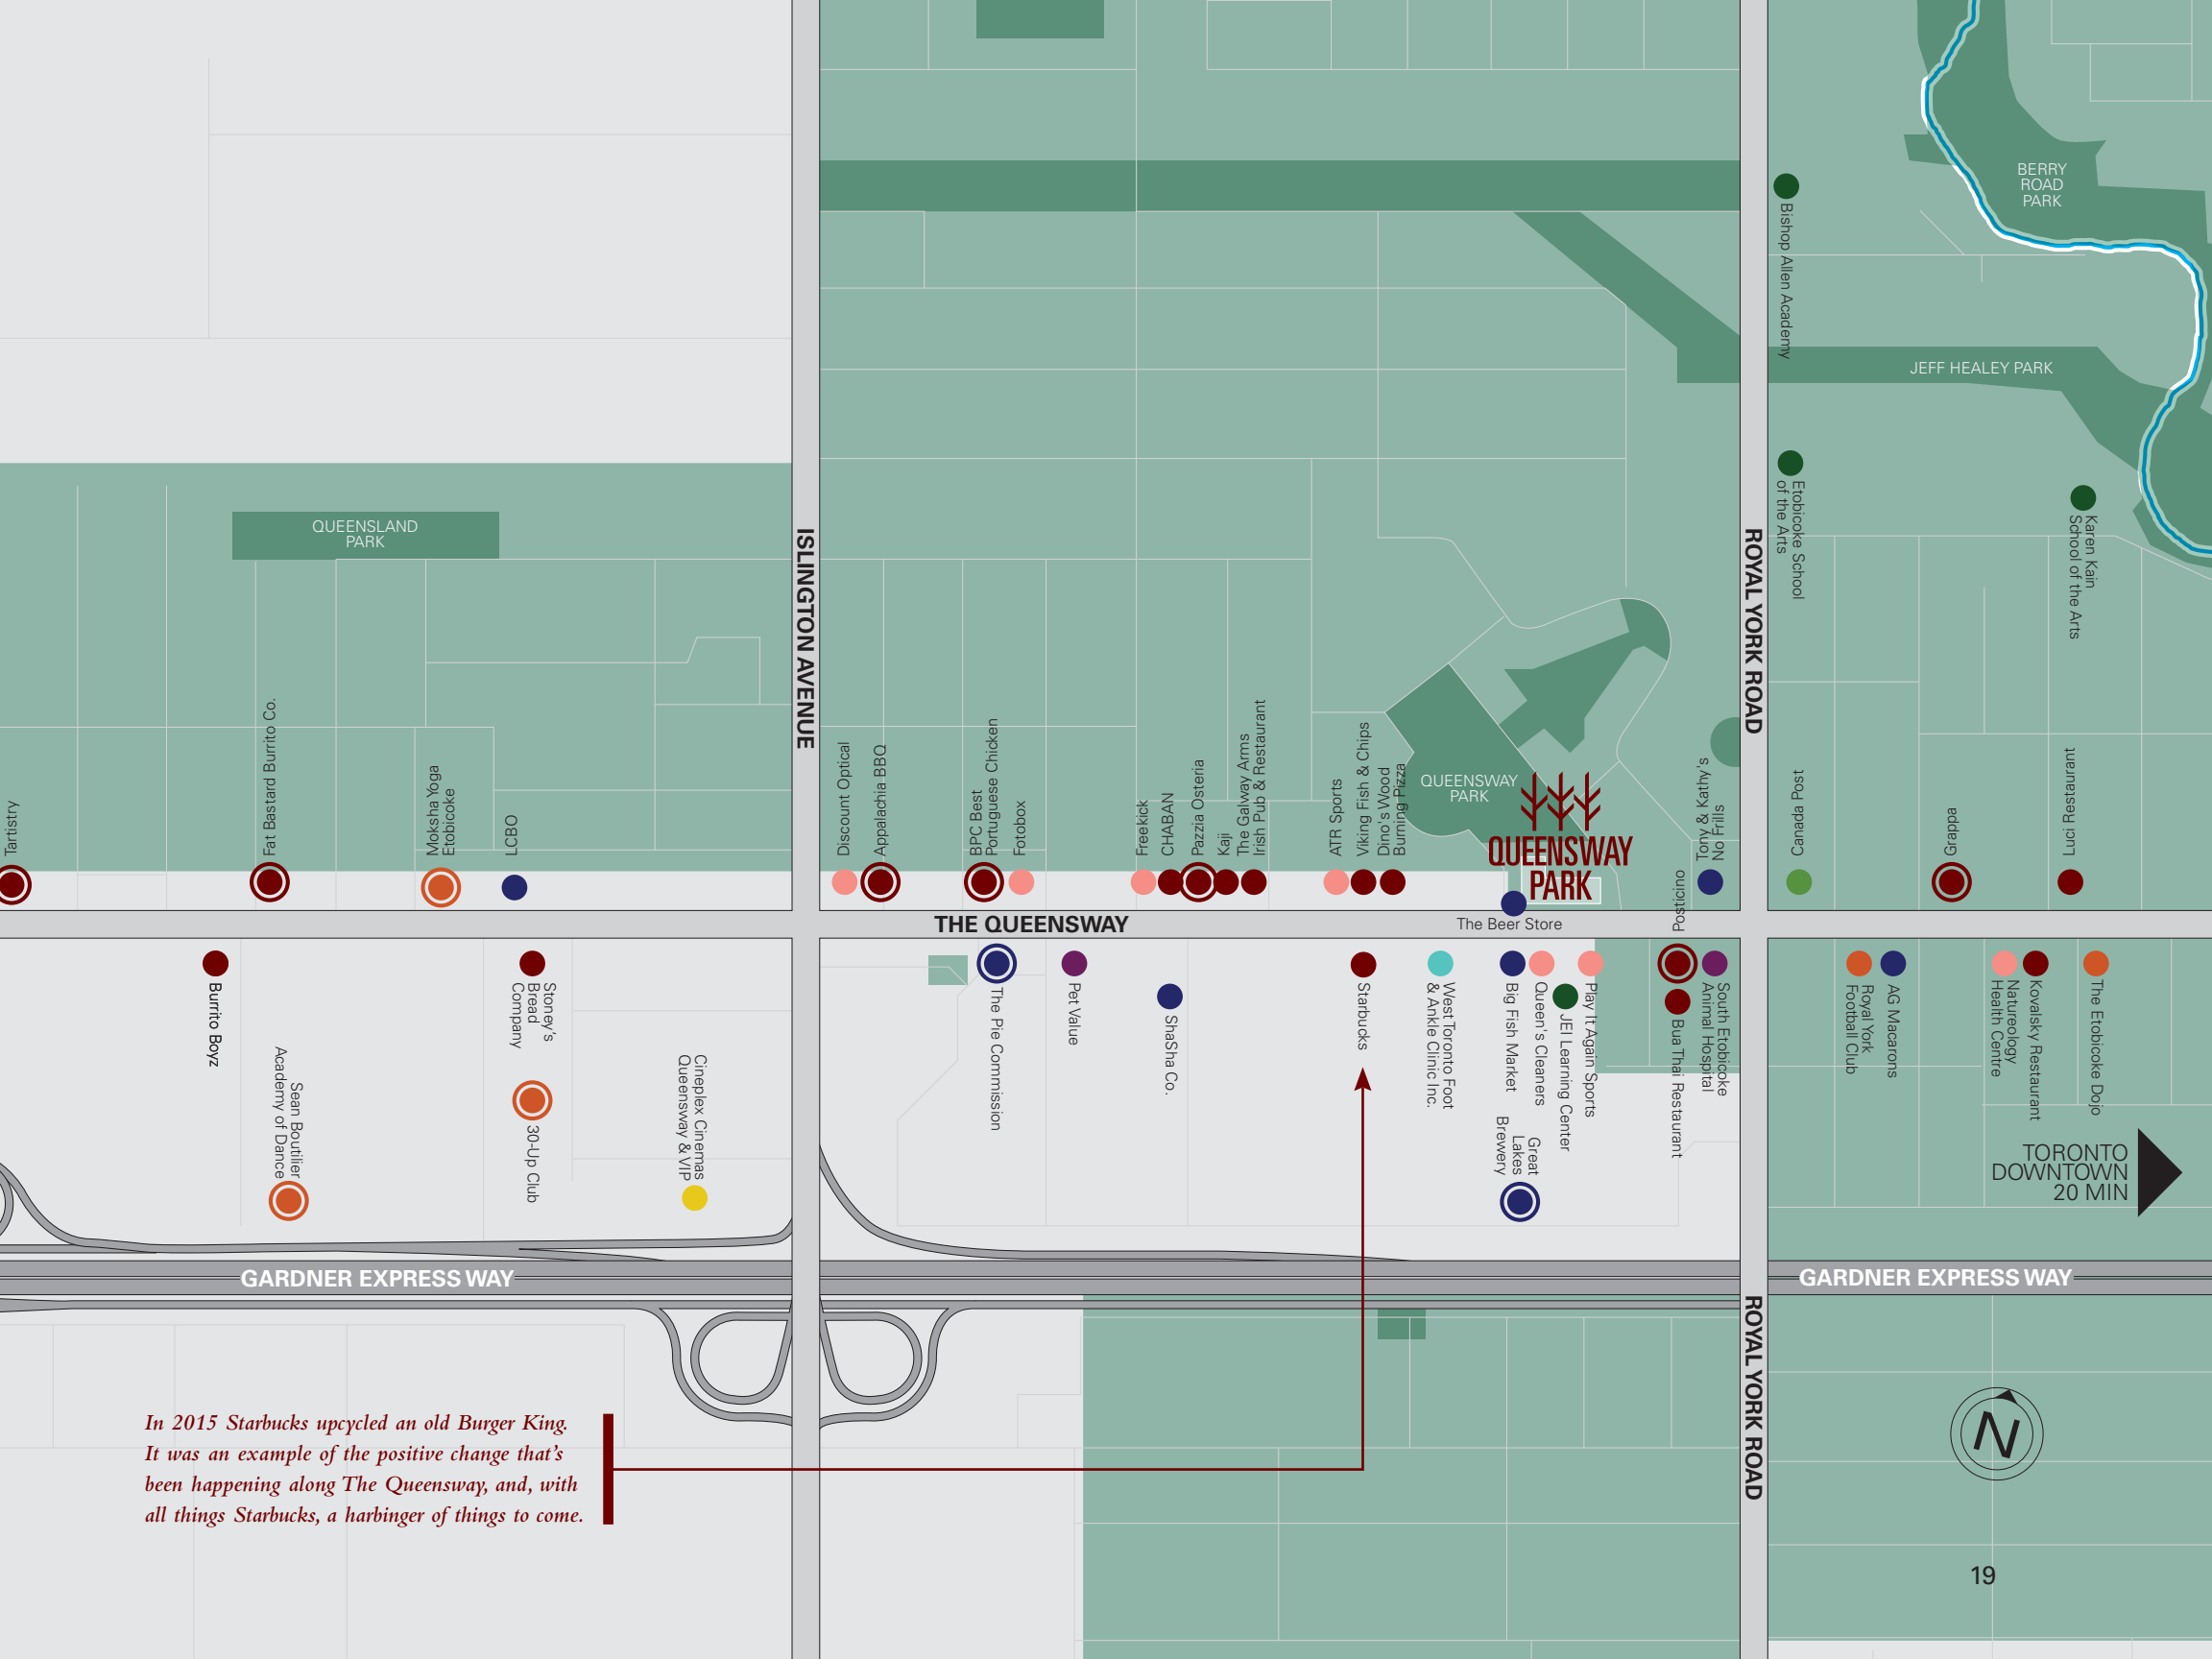 BERRY
ROAD
PARK
Bishop Allen Academy
JEFF HEALEY PARK
QUEENSLAND
PARK
ISLINGTON AVENUE
ROYAL YORK ROAD
Etobicoke School
of the Arts
Karen Kain
School of the Arts
Tartistry
Fat Bastard Burrito Co.
Moksha Yoga
Etobicoke
LCBO
Discount Optical
Appalachia BBQ
BPC Best
Portuguese Chicken
Fotobox
Freekick
CHABAN
Pazzia Osteria
Kaji
The Galway Arms
Irish Pub & Restaurant
ATR Sports
Viking Fish & Chips
Dino's Wood
Burning Pizza
QUEENSWAY
PARK
QUEENSWAY
PARK
Tony & Kathy's
No Frills
Canada Post
Grappa
Luci Restaurant
Posticino
THE QUEENSWAY
The Beer Store
Burrito Boyz
Sean Boutilier
Academy of Dance
Stoney's
Bread
Company
30-Up Club
Cineplex Cinemas
Queensway & VIP
The Pie Commission
Pet Value
ShaSha Co.
Starbucks
West Toronto Foot
& Ankle Clinic Inc.
Big Fish Market
Queen's Cleaners
JEI Learning Center
Play It Again Sports
Great
Lakes
Brewery
Bua Thai Restaurant
South Etobicoke
Animal Hospital
Royal York
Football Club
AG Macarons
Natureology
Health Centre
Kovalsky Restaurant
The Etobicoke Dojo
TORONTO
DOWNTOWN
20 MIN
GARDNER EXPRESS WAY
GARDNER EXPRESS WAY
ROYAL YORK ROAD
In 2015 Starbucks upcycled an old Burger King.
It was an example of the positive change that's
been happening along The Queensway, and, with
all things Starbucks, a harbinger of things to come.
N
19